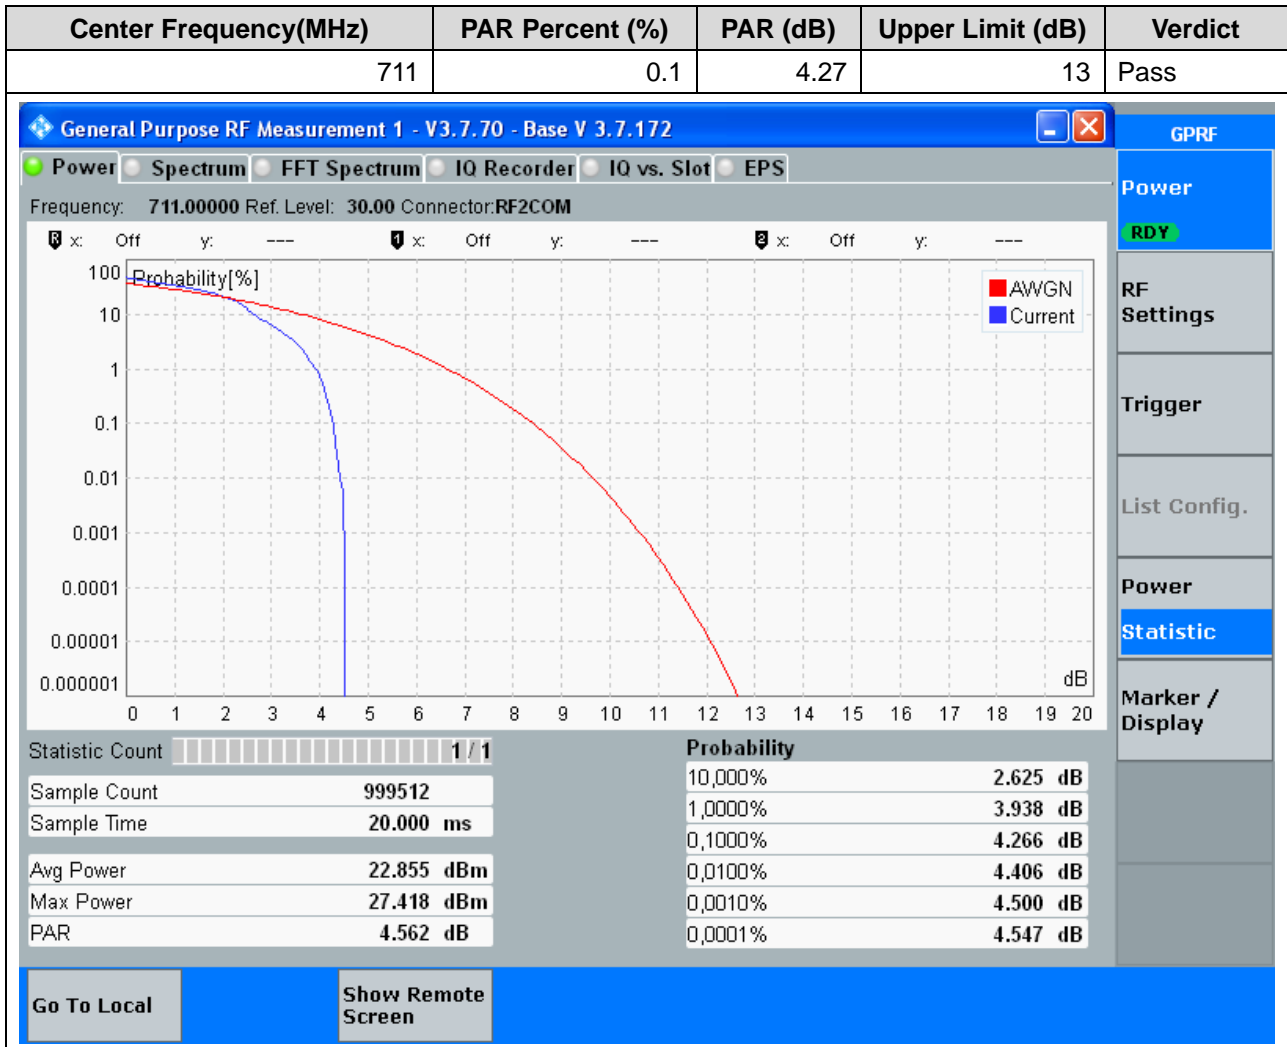 Center Frequency(MHz) PAR Percent (%) PAR (dB) Upper Limit (dB) Verdict
711 0.1 4.27 13 Pass
General Purpose RF Measurement 1 - V3.7.70 - Base V 3.7.172
GPRF
Power Spectrum FFT Spectrum IQ Recorder IQ vs. Slot EPS
Frequency: 711.00000 Ref. Level: 30.00 Connector:RF2COM
R x: Off y: --- 1 x: Off y: --- 2 x: Off y: ---
Probability[%]
AWGN
Current
100
10
1
0.1
0.01
0.001
0.0001
0.00001
0.000001
dB
0 1 2 3 4 5 6 7 8 9 10 11 12 13 14 15 16 17 18 19 20
Statistic Count 1 / 1
Sample Count 999512
Sample Time 20.000 ms
Avg Power 22.855 dBm
Max Power 27.418 dBm
PAR 4.562 dB
Probability
10,000% 2.625 dB
1,0000% 3.938 dB
0,1000% 4.266 dB
0,0100% 4.406 dB
0,0010% 4.500 dB
0,0001% 4.547 dB
Power
RDY
RF
Settings
Trigger
List Config.
Power
Statistic
Marker /
Display
Go To Local
Show Remote
Screen